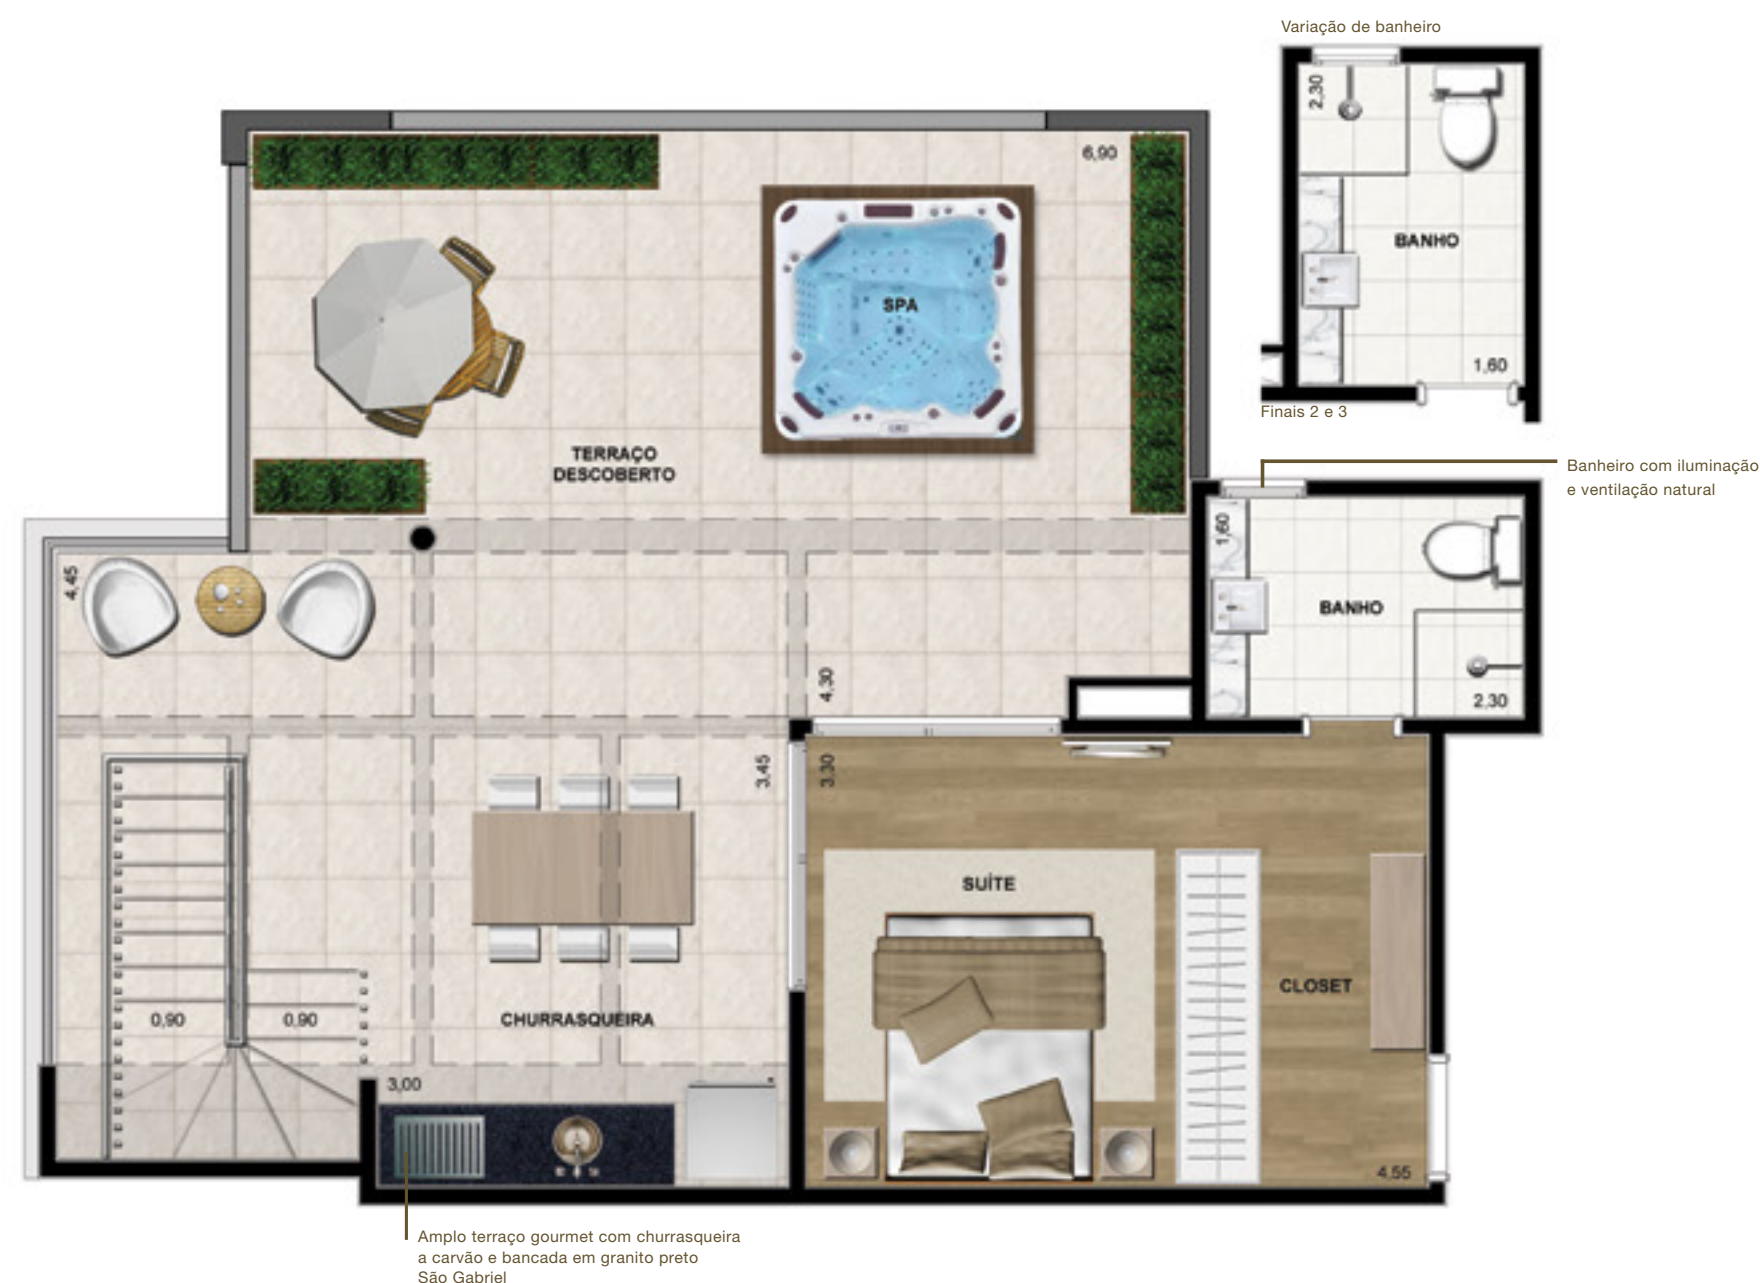 Variação de banheiro
2,30
BANHO
1,60
Finais 2 e 3
6,90
SPA
TERRAÇO
DESCOBERTO
Banheiro com iluminação
e ventilação natural
1,60
BANHO
2,30
4,45
4,30
3,45
3,30
SUÍTE
CLOSET
0,90
0,90
CHURRASQUEIRA
3,00
4.55
Amplo terraço gourmet com churrasqueira
a carvão e bancada em granito preto
São Gabriel